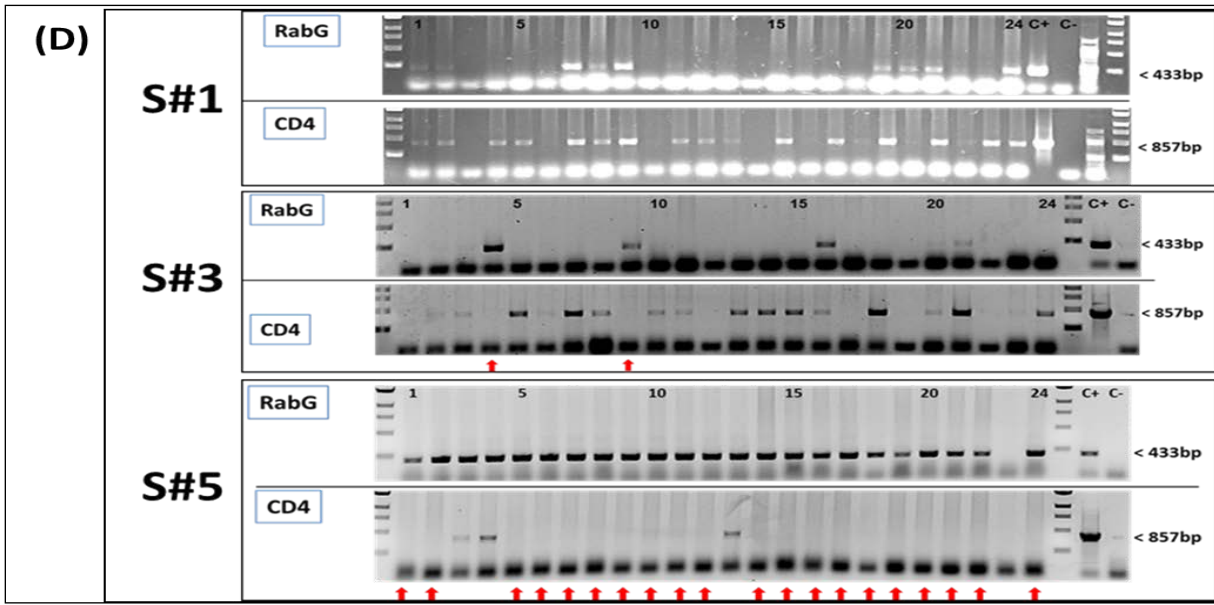 (D)
S#1
RabG
1 5 10 15 20 24 C+ C-
< 433bp
CD4
< 857bp
S#3
RabG
1 5 10 15 20 24 C+ C-
< 433bp
CD4
< 857bp
S#5
RabG
1 5 10 15 20 24 C+ C-
< 433bp
CD4
< 857bp